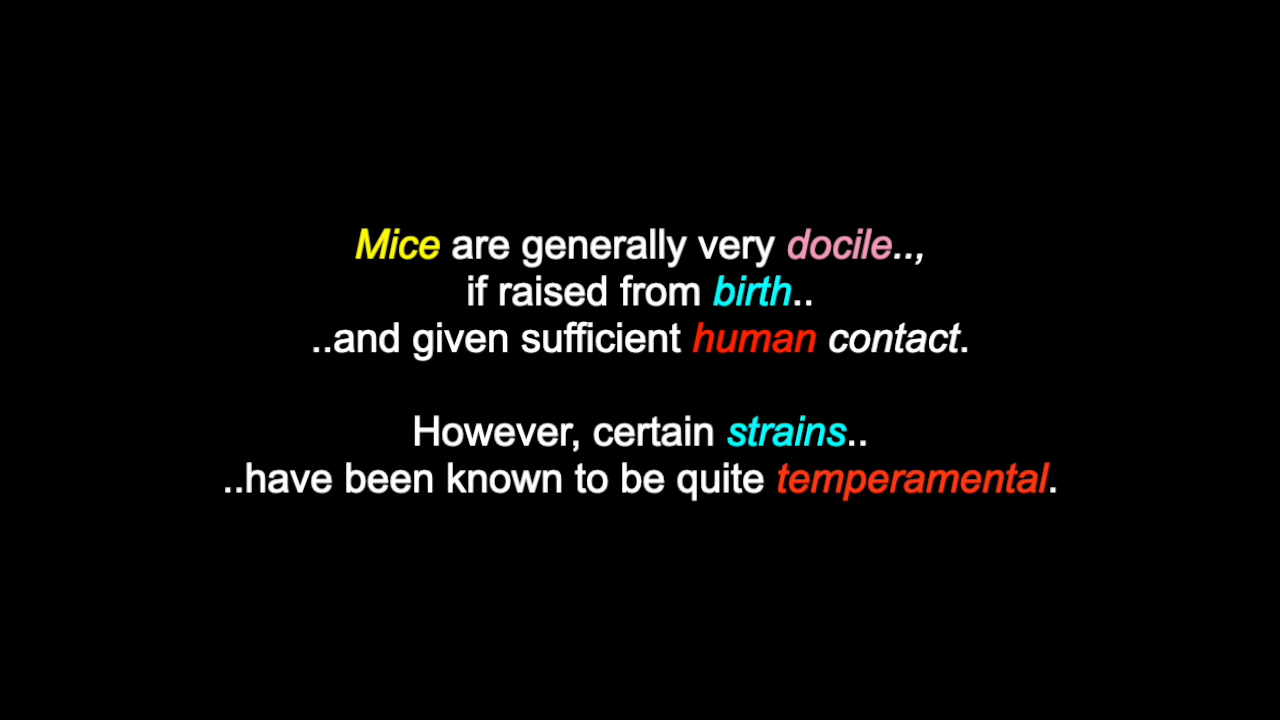 Mice are generally very docile..,
if raised from birth..
..and given sufficient human contact.
However, certain strains..
..have been known to be quite temperamental.